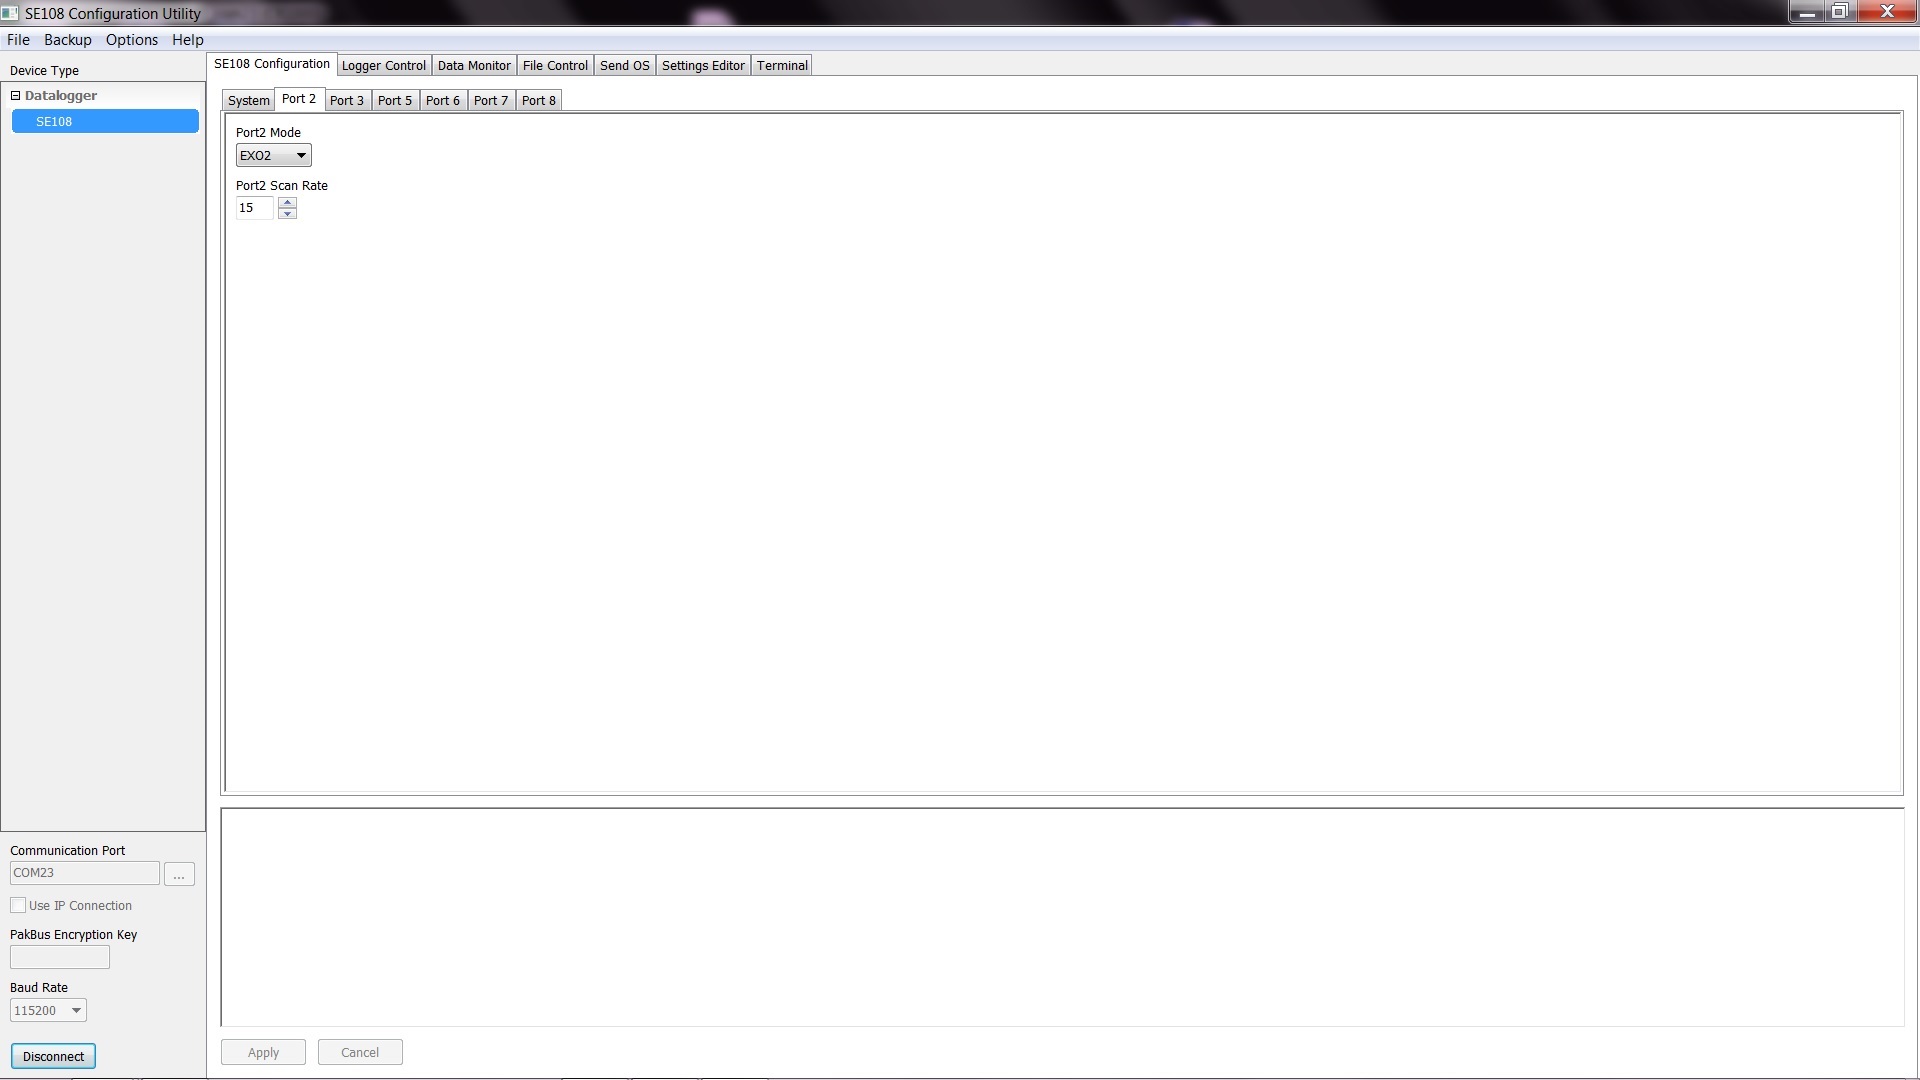 SE108 Configuration Utility
File Backup Options Help
Device Type
Datalogger
SE108
SE108 Configuration Logger Control Data Monitor File Control Send OS Settings Editor Terminal
System Port 2 Port 3 Port 5 Port 6 Port 7 Port 8
Port2 Mode
EXO2
Port2 Scan Rate
15
Communication Port
COM23 ...
Use IP Connection
PakBus Encryption Key
Baud Rate
115200
Disconnect
Apply Cancel